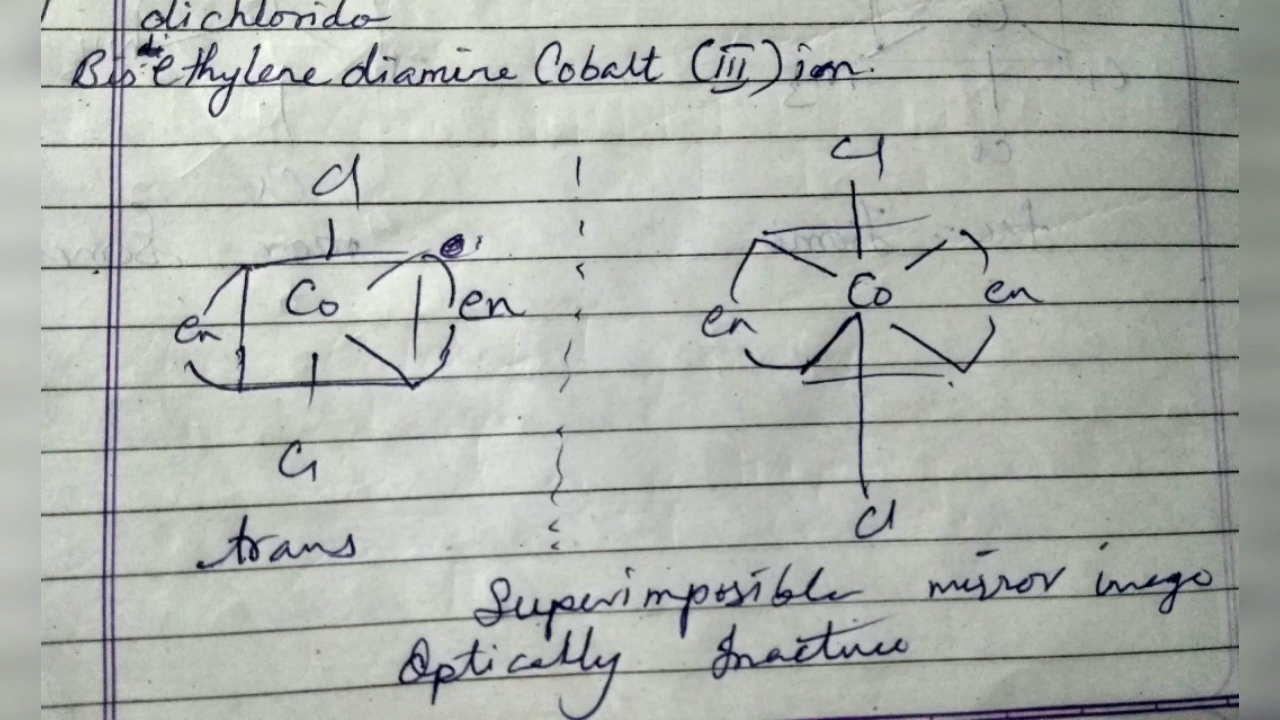 dichlorido
Bis ethylene diamine Cobalt (III) ion.
Cl Cl
Co en Co en
en en
Cl Cl
trans
Superimposible mirror imego
Optically Inactive